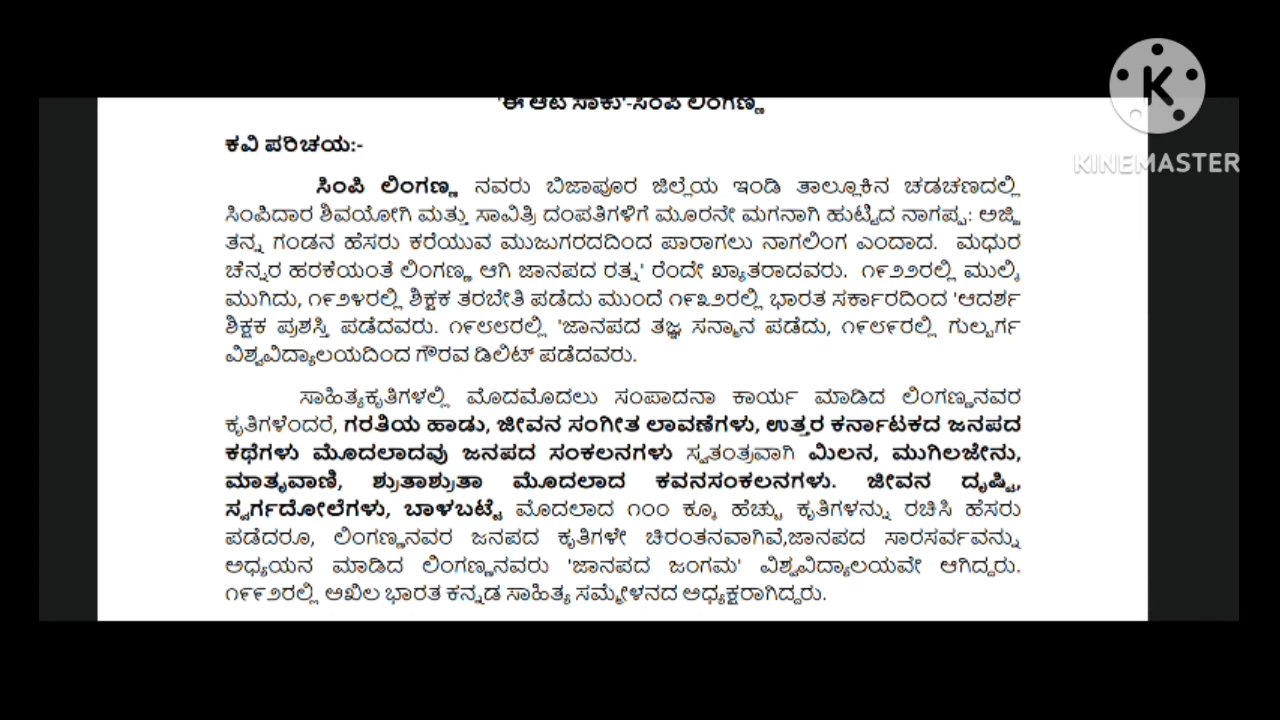 'ಈ ಆಟ ಸಾಕು'-ಸಿಂಪಿ ಲಿಂಗಣ್ಣ
ಕವಿ ಪರಿಚಯ:-
ಸಿಂಪಿ ಲಿಂಗಣ್ಣ ನವರು ಬಿಜಾಪೂರ ಜಿಲ್ಲೆಯ ಇಂಡಿ ತಾಲ್ಲೂಕಿನ ಚಡಚಣದಲ್ಲಿ
ಸಿಂಪಿದಾರ ಶಿವಯೋಗಿ ಮತ್ತು ಸಾವಿತ್ರಿ ದಂಪತಿಗಳಿಗೆ ಮೂರನೇ ಮಗನಾಗಿ ಹುಟ್ಟಿದ ನಾಗಪ್ಪ: ಅಜ್ಜಿ
ತನ್ನ ಗಂಡನ ಹೆಸರು ಕರೆಯುವ ಮುಜುಗರದದಿಂದ ಪಾರಾಗಲು ನಾಗಲಿಂಗ ಎಂದಾದ. ಮಧುರ
ಚೆನ್ನರ ಹರಕೆಯಂತೆ ಲಿಂಗಣ್ಣ ಆಗಿ ಜಾನಪದ ರತ್ನ' ರೆಂದೇ ಖ್ಯಾತರಾದವರು. ೧೯೨೨ರಲ್ಲಿ ಮುಲ್ಕಿ
ಮುಗಿದು, ೧೯೨೪ರಲ್ಲಿ ಶಿಕ್ಷಕ ತರಬೇತಿ ಪಡೆದು ಮುಂದೆ ೧೯೩೨ರಲ್ಲಿ ಭಾರತ ಸರ್ಕಾರದಿಂದ 'ಆದರ್ಶ
ಶಿಕ್ಷಕ ಪ್ರಶಸ್ತಿ ಪಡೆದವರು. ೧೯೮೮ರಲ್ಲಿ 'ಜಾನಪದ ತಜ್ಞ ಸನ್ಮಾನ ಪಡೆದು, ೧೯೮೯ರಲ್ಲಿ ಗುಲ್ಬರ್ಗ
ವಿಶ್ವವಿದ್ಯಾಲಯದಿಂದ ಗೌರವ ಡಿಲಿಟ್ ಪಡೆದವರು.
ಸಾಹಿತ್ಯಕೃತಿಗಳಲ್ಲಿ ಮೊದಮೊದಲು ಸಂಪಾದನಾ ಕಾರ್ಯ ಮಾಡಿದ ಲಿಂಗಣ್ಣನವರ
ಕೃತಿಗಳೆಂದರೆ, ಗರತಿಯ ಹಾಡು, ಜೀವನ ಸಂಗೀತ ಲಾವಣೆಗಳು, ಉತ್ತರ ಕರ್ನಾಟಕದ ಜನಪದ
ಕಥೆಗಳು ಮೊದಲಾದವು ಜನಪದ ಸಂಕಲನಗಳು ಸ್ವತಂತ್ರವಾಗಿ ಮಿಲನ, ಮುಗಿಲಜೇನು,
ಮಾತೃವಾಣಿ, ಶ್ರುತಾಶ್ರುತಾ ಮೊದಲಾದ ಕವನಸಂಕಲನಗಳು. ಜೀವನ ದೃಷ್ಟಿ,
ಸ್ವರ್ಗದೋಲೆಗಳು, ಬಾಳಬಟ್ಟೆ ಮೊದಲಾದ ೧೦೦ ಕ್ಕೂ ಹೆಚ್ಚು ಕೃತಿಗಳನ್ನು ರಚಿಸಿ ಹೆಸರು
ಪಡೆದರೂ, ಲಿಂಗಣ್ಣನವರ ಜನಪದ ಕೃತಿಗಳೇ ಚಿರಂತನವಾಗಿವೆ,ಜಾನಪದ ಸಾರಸರ್ವವನ್ನು
ಅಧ್ಯಯನ ಮಾಡಿದ ಲಿಂಗಣ್ಣನವರು 'ಜಾನಪದ ಜಂಗಮ' ವಿಶ್ವವಿದ್ಯಾಲಯವೇ ಆಗಿದ್ದರು.
೧೯೯೨ರಲ್ಲಿ ಅಖಿಲ ಭಾರತ ಕನ್ನಡ ಸಾಹಿತ್ಯ ಸಮ್ಮೇಳನದ ಅಧ್ಯಕ್ಷರಾಗಿದ್ದರು.
K
KINEMASTER